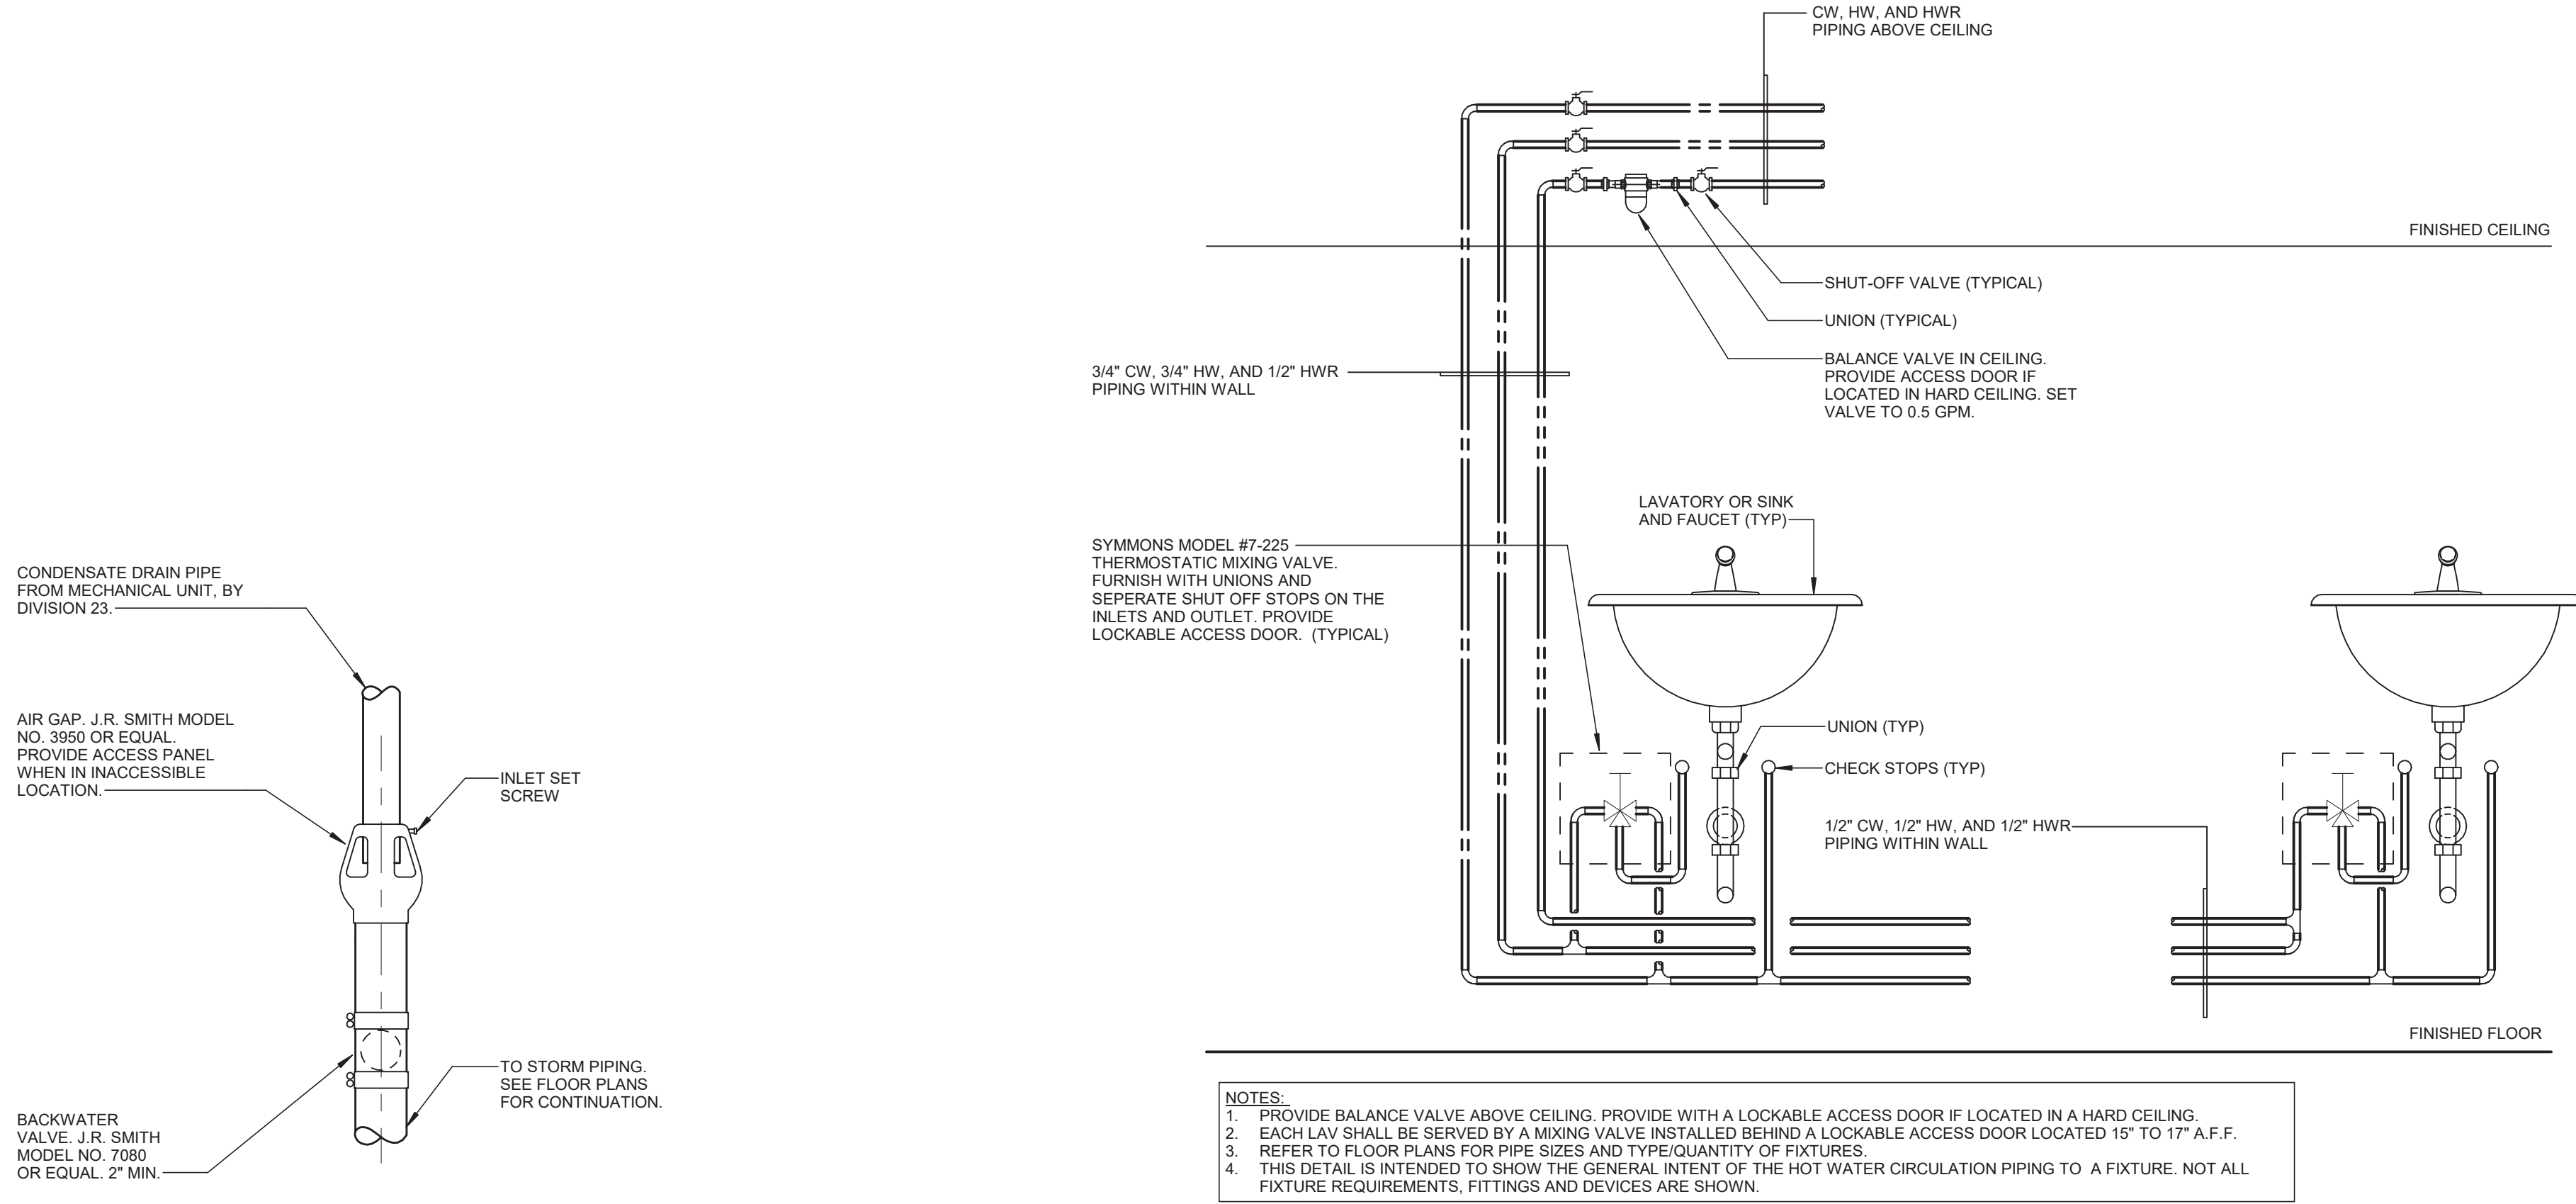 CONDENSATE DRAIN PIPE
FROM MECHANICAL UNIT, BY
DIVISION 23.
AIR GAP. J.R. SMITH MODEL
NO. 3950 OR EQUAL.
PROVIDE ACCESS PANEL
WHEN IN INACCESSIBLE
LOCATION.
INLET SET
SCREW
TO STORM PIPING.
SEE FLOOR PLANS
FOR CONTINUATION.
BACKWATER
VALVE. J.R. SMITH
MODEL NO. 7080
OR EQUAL. 2" MIN.
CW, HW, AND HWR
PIPING ABOVE CEILING
FINISHED CEILING
SHUT-OFF VALVE (TYPICAL)
UNION (TYPICAL)
BALANCE VALVE IN CEILING.
PROVIDE ACCESS DOOR IF
LOCATED IN HARD CEILING. SET
VALVE TO 0.5 GPM.
3/4" CW, 3/4" HW, AND 1/2" HWR
PIPING WITHIN WALL
LAVATORY OR SINK
AND FAUCET (TYP)
SYMMONS MODEL #7-225
THERMOSTATIC MIXING VALVE.
FURNISH WITH UNIONS AND
SEPERATE SHUT OFF STOPS ON THE
INLETS AND OUTLET. PROVIDE
LOCKABLE ACCESS DOOR. (TYPICAL)
UNION (TYP)
CHECK STOPS (TYP)
1/2" CW, 1/2" HW, AND 1/2" HWR
PIPING WITHIN WALL
FINISHED FLOOR
NOTES:
1. PROVIDE BALANCE VALVE ABOVE CEILING. PROVIDE WITH A LOCKABLE ACCESS DOOR IF LOCATED IN A HARD CEILING.
2. EACH LAV SHALL BE SERVED BY A MIXING VALVE INSTALLED BEHIND A LOCKABLE ACCESS DOOR LOCATED 15" TO 17" A.F.F.
3. REFER TO FLOOR PLANS FOR PIPE SIZES AND TYPE/QUANTITY OF FIXTURES.
4. THIS DETAIL IS INTENDED TO SHOW THE GENERAL INTENT OF THE HOT WATER CIRCULATION PIPING TO A FIXTURE. NOT ALL
FIXTURE REQUIREMENTS, FITTINGS AND DEVICES ARE SHOWN.